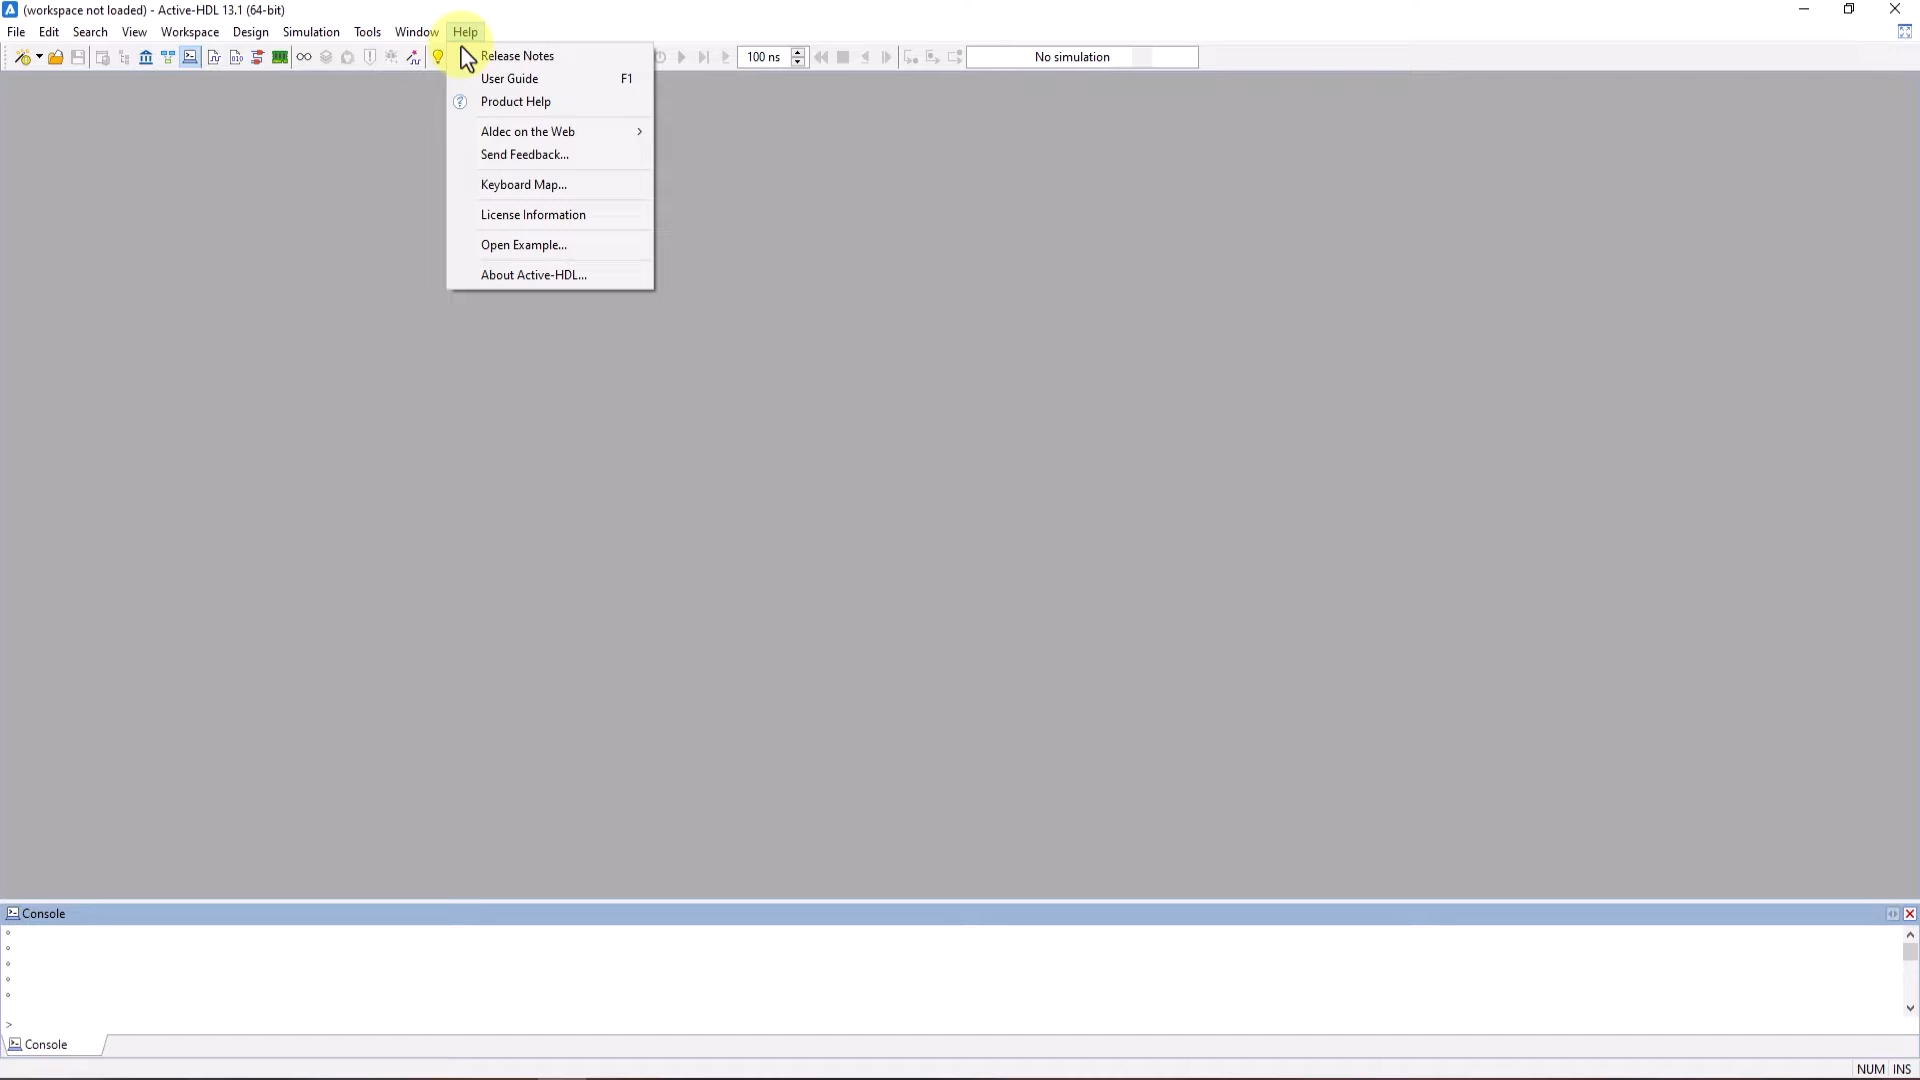 (workspace not loaded) - Active-HDL 13.1 (64-bit)
File Edit Search View Workspace Design Simulation Tools Window Help
100 ns No simulation
Release Notes
User Guide F1
Product Help
Aldec on the Web
Send Feedback...
Keyboard Map...
License Information
Open Example...
About Active-HDL...
Console
>
Console
NUM INS